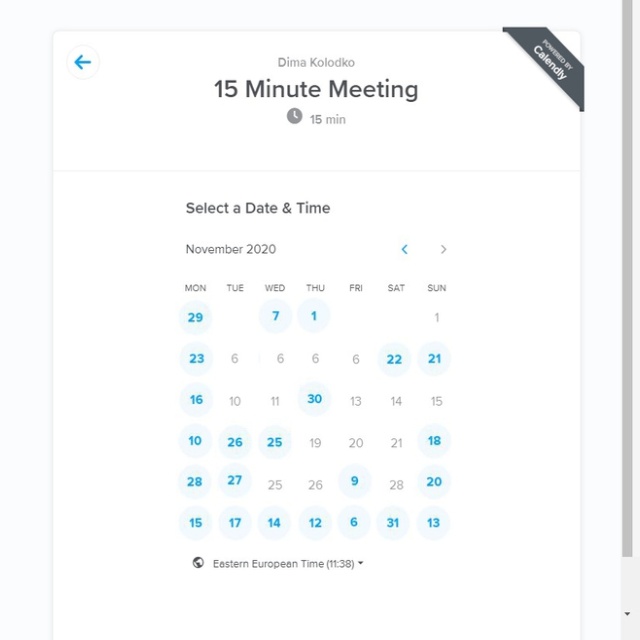 POWERED BY
Calendly
Dima Kolodko
15 Minute Meeting
15 min
Select a Date & Time
November 2020
MON TUE WED THU FRI SAT SUN
29 7 1 1
23 6 6 6 6 22 21
16 10 11 30 13 14 15
10 26 25 19 20 21 18
28 27 25 26 9 28 20
15 17 14 12 6 31 13
Eastern European Time (11:38)